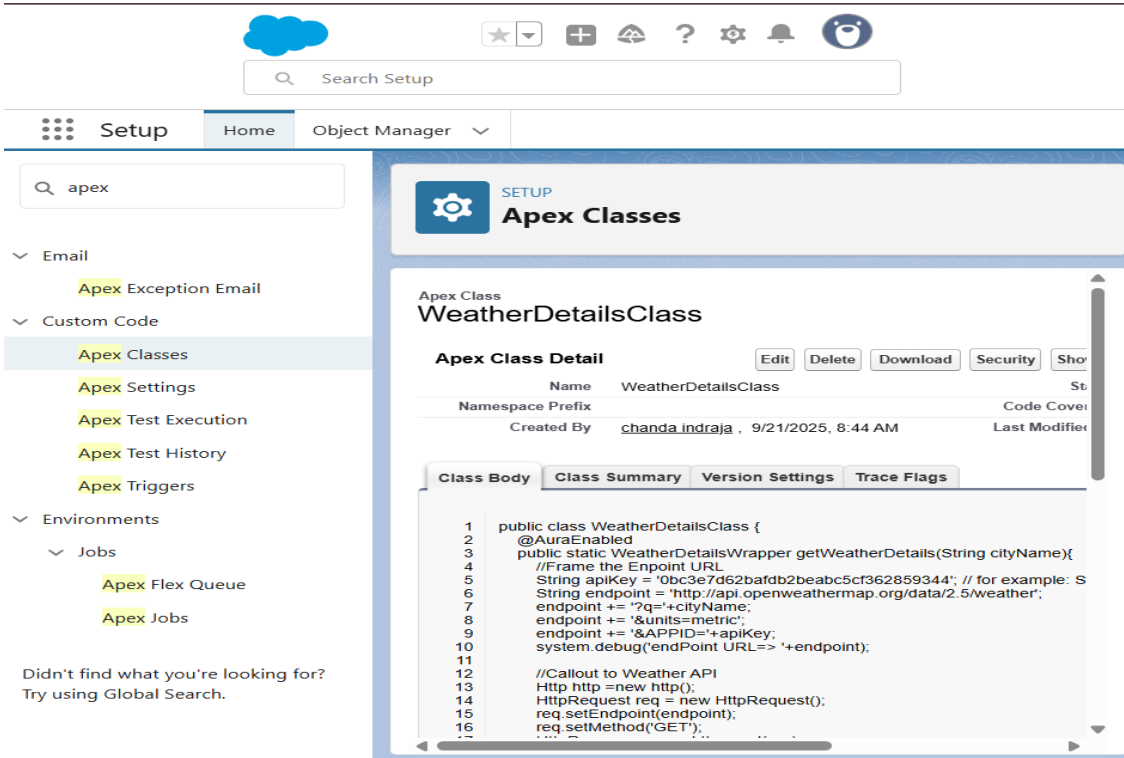 Search Setup
Setup
Home
Object Manager
apex
Email
Apex Exception Email
Custom Code
Apex Classes
Apex Settings
Apex Test Execution
Apex Test History
Apex Triggers
Environments
Jobs
Apex Flex Queue
Apex Jobs
Didn't find what you're looking for?
Try using Global Search.
SETUP
Apex Classes
Apex Class
WeatherDetailsClass
Apex Class Detail
Edit Delete Download Security Sho
Name WeatherDetailsClass Sta
Namespace Prefix Code Cover
Created By chanda indraja , 9/21/2025, 8:44 AM Last Modified
Class Body Class Summary Version Settings Trace Flags
1 public class WeatherDetailsClass {
2 @AuraEnabled
3 public static WeatherDetailsWrapper getWeatherDetails(String cityName){
4 //Frame the Enpoint URL
5 String apiKey = '0bc3e7d62bafdb2beabc5cf362859344'; // for example: S
6 String endpoint = 'http://api.openweathermap.org/data/2.5/weather';
7 endpoint += '?q='+cityName;
8 endpoint += '&units=metric';
9 endpoint += '&APPID='+apiKey;
10 system.debug('endPoint URL=> '+endpoint);
11
12 //Callout to Weather API
13 Http http =new http();
14 HttpRequest req = new HttpRequest();
15 req.setEndpoint(endpoint);
16 req.setMethod('GET');